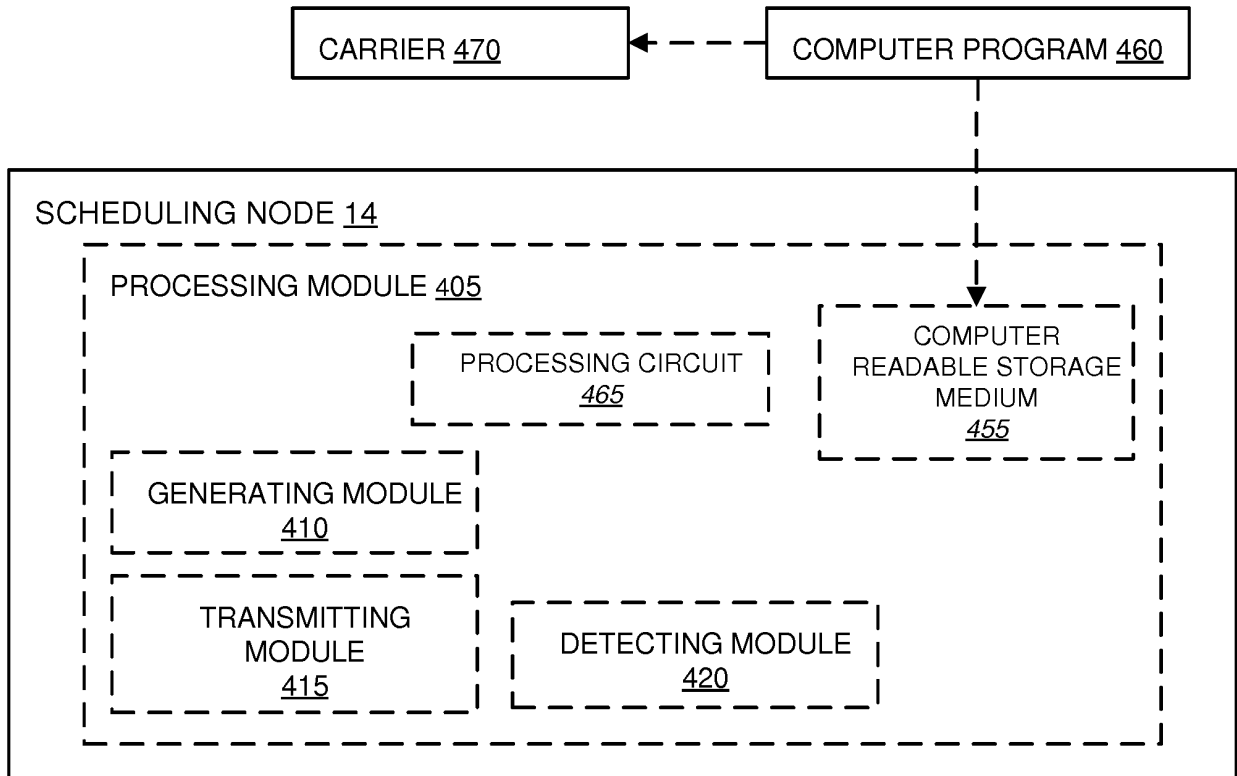 CARRIER 470
COMPUTER PROGRAM 460
SCHEDULING NODE 14
PROCESSING MODULE 405
PROCESSING CIRCUIT
465
COMPUTER
READABLE STORAGE
MEDIUM
455
GENERATING MODULE
410
TRANSMITTING
MODULE
415
DETECTING MODULE
420